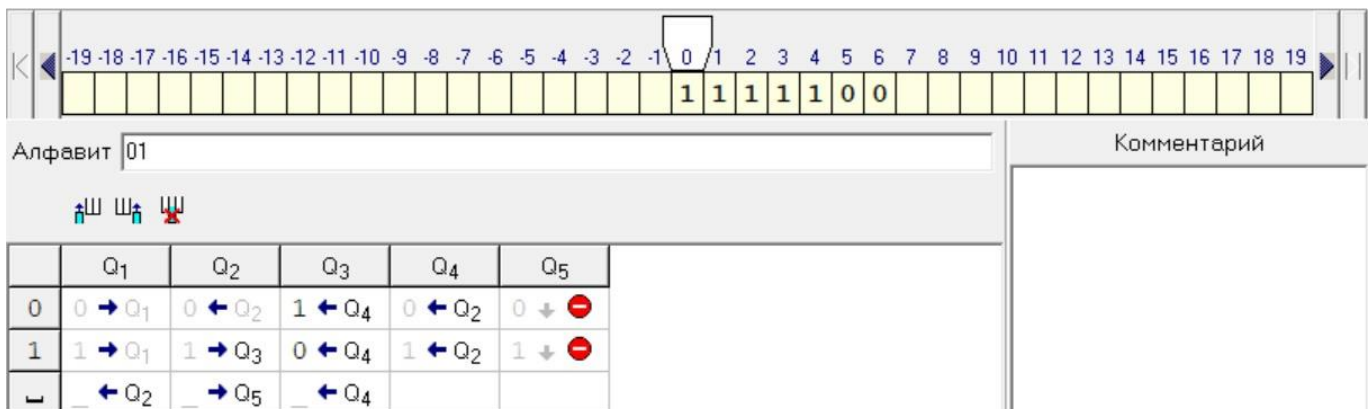 -19 -18 -17 -16 -15 -14 -13 -12 -11 -10 -9 -8 -7 -6 -5 -4 -3 -2 -1 0 1 2 3 4 5 6 7 8 9 10 11 12 13 14 15 16 17 18 19
1 1 1 1 1 0 0
Алфавит 01
Комментарий
Q1 Q2 Q3 Q4 Q5
0 0 → Q1 0 ← Q2 1 ← Q4 0 ← Q2 0 ↓
1 1 → Q1 1 → Q3 0 ← Q4 1 ← Q2 1 ↓
␣ _ ← Q2 _ → Q5 _ ← Q4